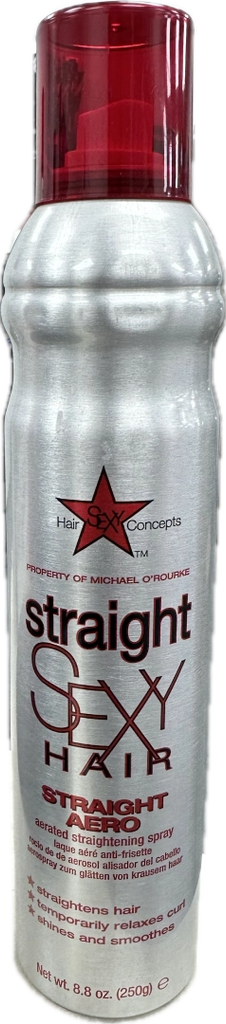 Hair SEXY Concepts
TM
PROPERTY OF MICHAEL O'ROURKE
straight
SEXY
HAIR
STRAIGHT
AERO
aerated straightening spray
laque aéré anti-frisette
rocío de de aerosol alisador del cabello
aerospray zum glätten von krausem haar
★ straightens hair
★ temporarily relaxes curl
★ shines and smoothes
Net wt. 8.8 oz. (250g) ℮